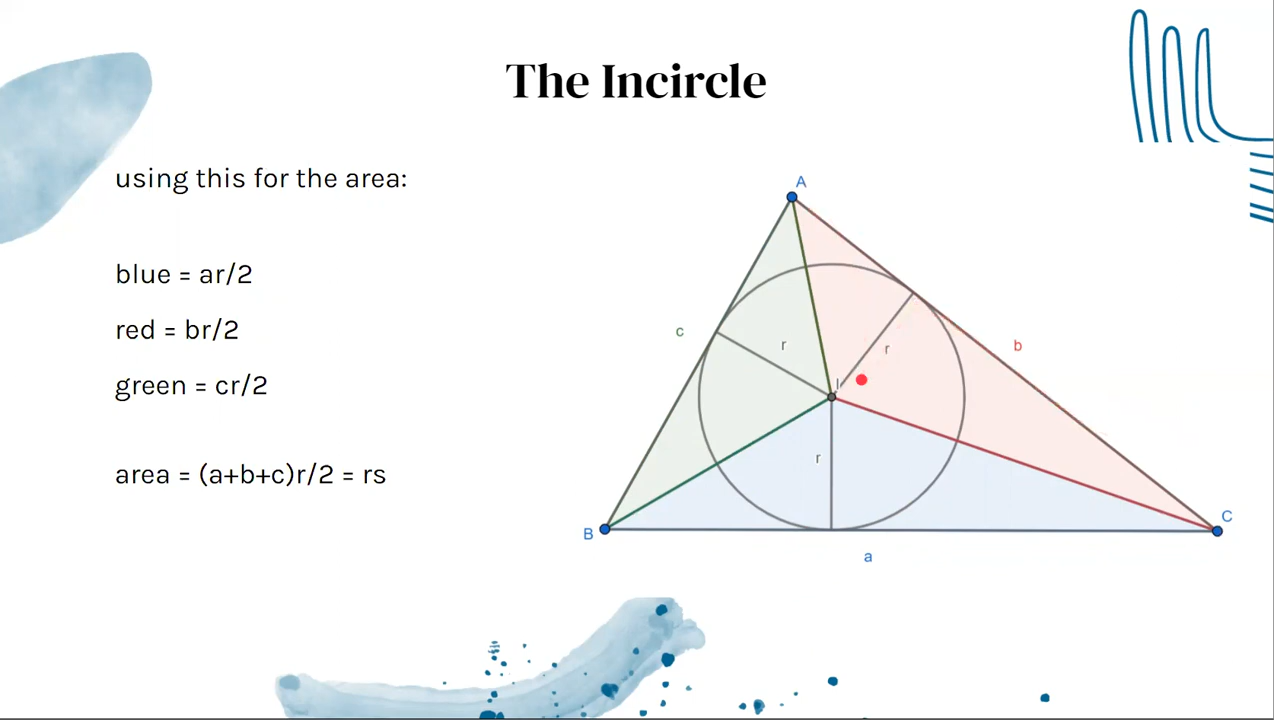 The Incircle
using this for the area:
blue = ar/2
red = br/2
green = cr/2
area = (a+b+c)r/2 = rs
A
c
r
r
b
I
r
B
C
a